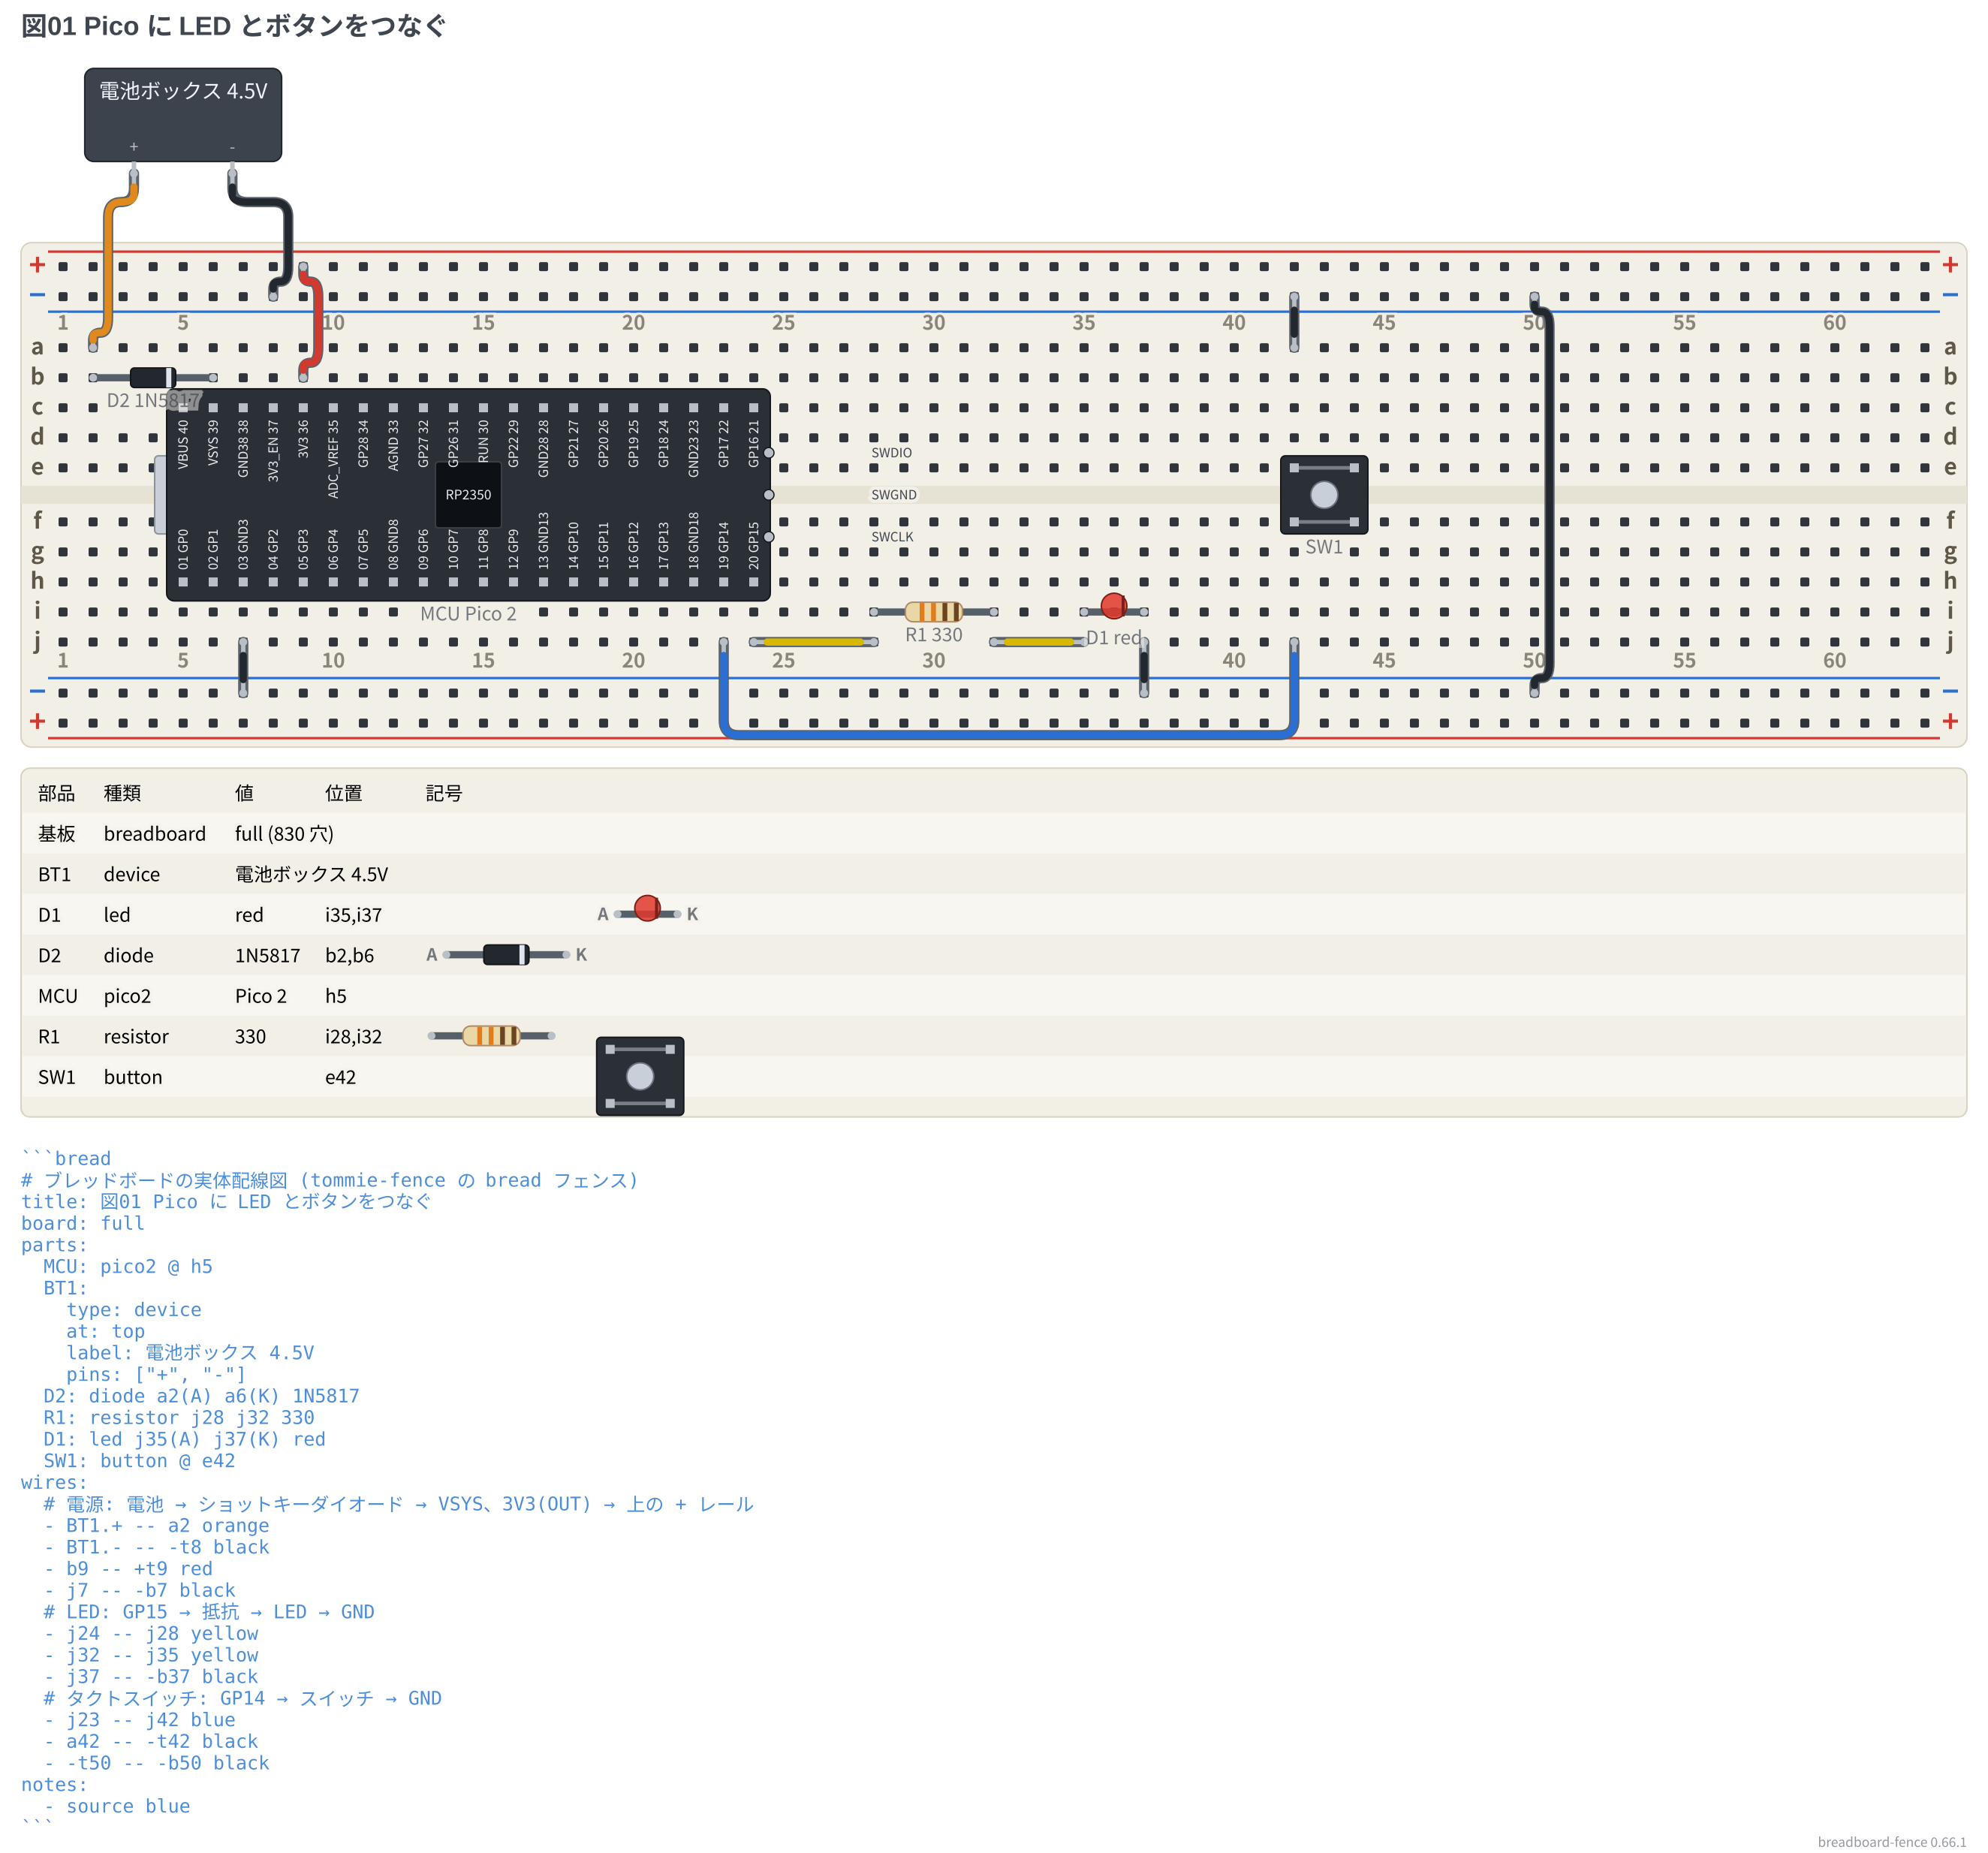 図01 Pico に LED とボタンをつなぐ
電池ボックス 4.5V
+ -
+ +
− −
1 5 10 15 20 25 30 35 40 45 50 55 60
a a
b b
D2 1N5817
c c
d d
e e
VBUS 40 VSYS 39 GND38 38 3V3_EN 37 3V3 36 ADC_VREF 35 GP28 34 AGND 33 GP27 32 GP26 31 RUN 30 GP22 29 GND28 28 GP21 27 GP20 26 GP19 25 GP18 24 GND23 23 GP17 22 GP16 21
SWDIO
RP2350
SWGND
SWCLK
01 GP0 02 GP1 03 GND3 04 GP2 05 GP3 06 GP4 07 GP5 08 GND8 09 GP6 10 GP7 11 GP8 12 GP9 13 GND13 14 GP10 15 GP11 16 GP12 17 GP13 18 GND18 19 GP14 20 GP15
f f
g g
SW1
h h
i i
MCU Pico 2
R1 330
D1 red
j j
1 5 10 15 20 25 30 35 40 45 50 55 60
− −
+ +
部品 種類 値 位置 記号
基板 breadboard full (830 穴)
BT1 device 電池ボックス 4.5V
D1 led red i35,i37 A K
D2 diode 1N5817 b2,b6 A K
MCU pico2 Pico 2 h5
R1 resistor 330 i28,i32
SW1 button e42
```bread
# ブレッドボードの実体配線図 (tommie-fence の bread フェンス)
title: 図01 Pico に LED とボタンをつなぐ
board: full
parts:
  MCU: pico2 @ h5
  BT1:
    type: device
    at: top
    label: 電池ボックス 4.5V
    pins: ["+", "-"]
  D2: diode a2(A) a6(K) 1N5817
  R1: resistor j28 j32 330
  D1: led j35(A) j37(K) red
  SW1: button @ e42
wires:
  # 電源: 電池 → ショットキーダイオード → VSYS、3V3(OUT) → 上の + レール
  - BT1.+ -- a2 orange
  - BT1.- -- -t8 black
  - b9 -- +t9 red
  - j7 -- -b7 black
  # LED: GP15 → 抵抗 → LED → GND
  - j24 -- j28 yellow
  - j32 -- j35 yellow
  - j37 -- -b37 black
  # タクトスイッチ: GP14 → スイッチ → GND
  - j23 -- j42 blue
  - a42 -- -t42 black
  - -t50 -- -b50 black
notes:
  - source blue
```
breadboard-fence 0.66.1